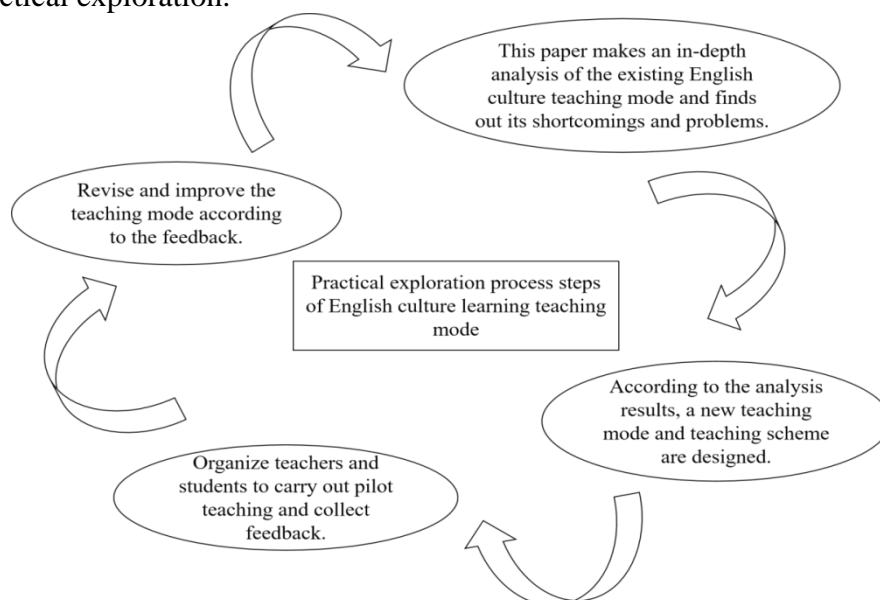 ctical exploration.
This paper makes an in-depth
analysis of the existing English
culture teaching mode and finds
out its shortcomings and problems.
Revise and improve the
teaching mode according
to the feedback.
Practical exploration process steps
of English culture learning teaching
mode
According to the analysis
results, a new teaching
mode and teaching scheme
are designed.
Organize teachers and
students to carry out pilot
teaching and collect
feedback.